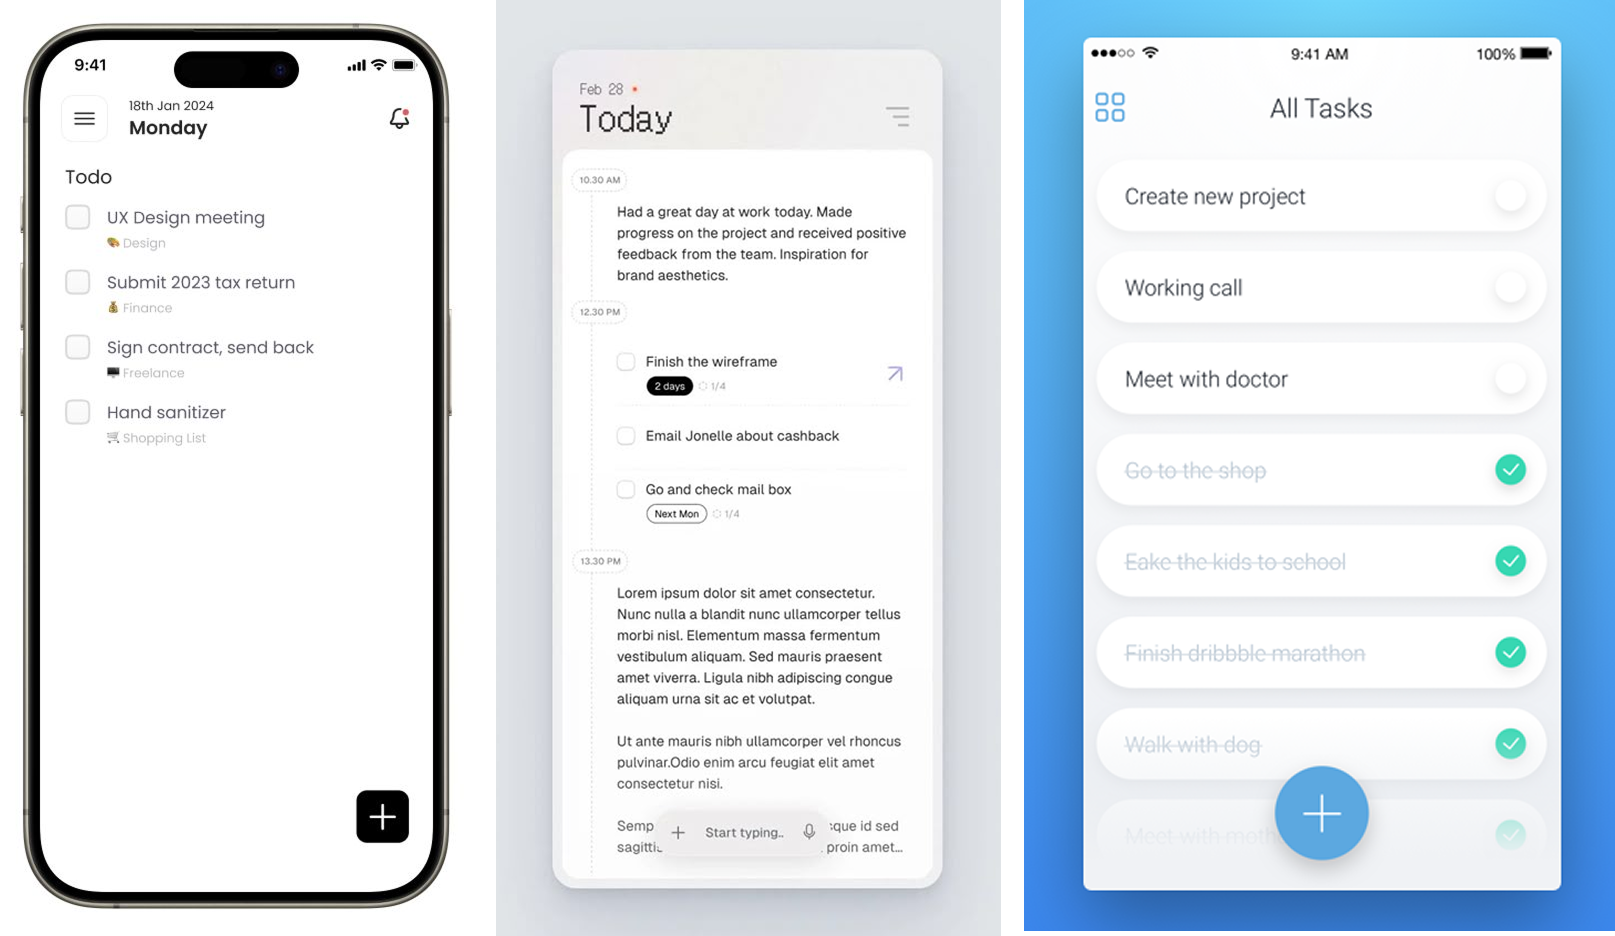 9:41
18th Jan 2024
Monday
Todo
UX Design meeting
🎨 Design
Submit 2023 tax return
💰 Finance
Sign contract, send back
🖥️ Freelance
Hand sanitizer
🛒 Shopping List
Feb 28
Today
10.30 AM
Had a great day at work today. Made
progress on the project and received positive
feedback from the team. Inspiration for
brand aesthetics.
12.30 PM
Finish the wireframe
2 days 1/4
Email Jonelle about cashback
Go and check mail box
Next Mon 1/4
13.30 PM
Lorem ipsum dolor sit amet consectetur.
Nunc nulla a blandit nunc ullamcorper tellus
morbi nisl. Elementum massa fermentum
vestibulum aliquam. Sed mauris praesent
amet viverra. Ligula nibh adipiscing congue
aliquam urna sit ac et volutpat.
Ut ante mauris nibh ullamcorper vel rhoncus
pulvinar.Odio enim arcu feugiat elit amet
consectetur nisi.
Semp sque id sed
sagitti proin amet...
Start typing..
9:41 AM 100%
All Tasks
Create new project
Working call
Meet with doctor
Go to the shop
Eake the kids to school
Finish dribbble marathon
Walk with dog
Meet with moth